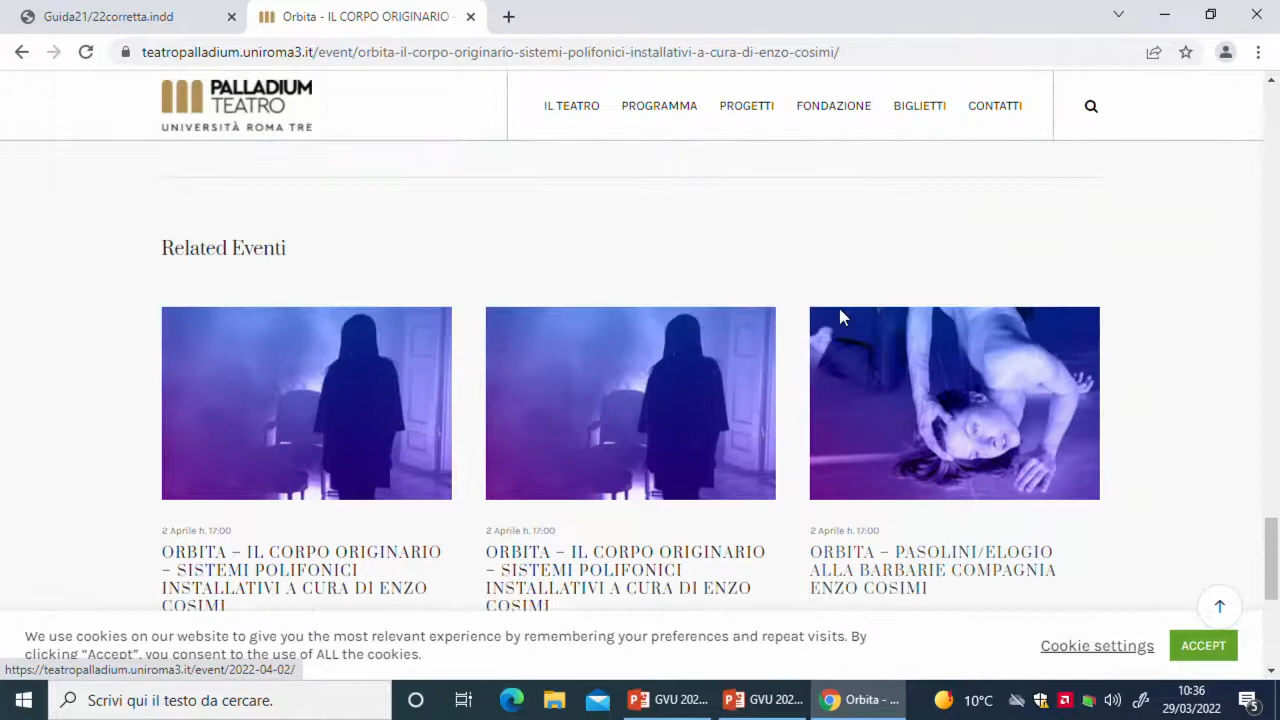 Guida21/22corretta.indd
Orbita - IL CORPO ORIGINARIO -
teatropalladium.uniroma3.it/event/orbita-il-corpo-originario-sistemi-polifonici-installativi-a-cura-di-enzo-cosimi/
PALLADIUM
TEATRO
UNIVERSITÀ ROMA TRE
IL TEATRO
PROGRAMMA
PROGETTI
FONDAZIONE
BIGLIETTI
CONTATTI
Related Eventi
2 Aprile h. 17:00
ORBITA – IL CORPO ORIGINARIO
– SISTEMI POLIFONICI
INSTALLATIVI A CURA DI ENZO
COSIMI
2 Aprile h. 17:00
ORBITA – IL CORPO ORIGINARIO
– SISTEMI POLIFONICI
INSTALLATIVI A CURA DI ENZO
COSIMI
2 Aprile h. 17:00
ORBITA – PASOLINI/ELOGIO
ALLA BARBARIE COMPAGNIA
ENZO COSIMI
We use cookies on our website to give you the most relevant experience by remembering your preferences and repeat visits. By
clicking “Accept”, you consent to the use of ALL the cookies.
Cookie settings
ACCEPT
https://teatropalladium.uniroma3.it/event/2022-04-02/
Scrivi qui il testo da cercare.
GVU 202...
GVU 202...
Orbita - ...
10°C
10:36
29/03/2022
5